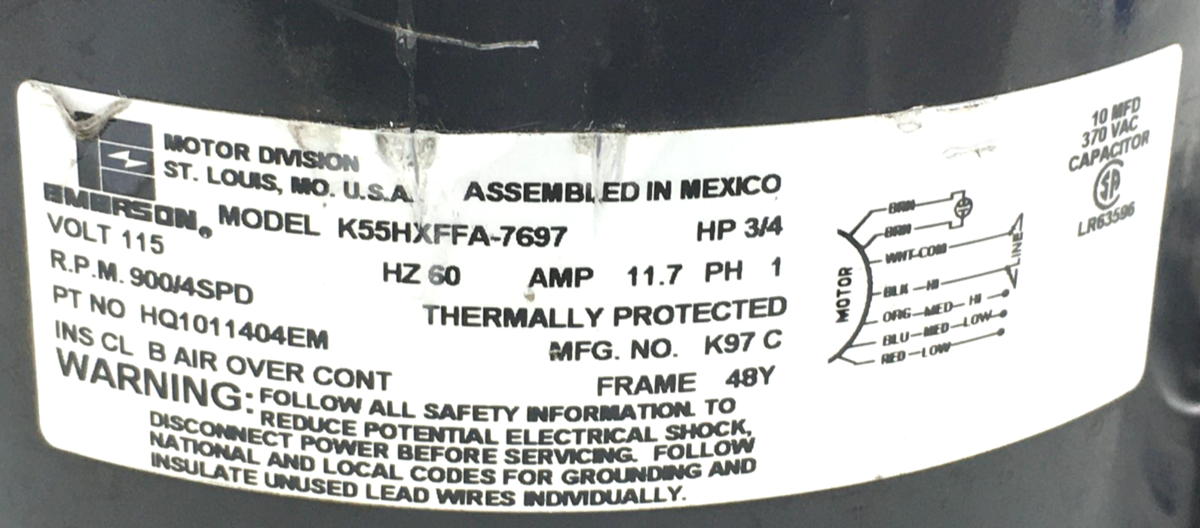 MOTOR DIVISION
ST. LOUIS, MO. U.S.A. ASSEMBLED IN MEXICO
EMERSON® MODEL K55HXFFA-7697 HP 3/4
VOLT 115 HZ 60 AMP 11.7 PH 1
R.P.M. 900/4SPD THERMALLY PROTECTED
PT NO HQ1011404EM MFG. NO. K97 C
INS CL B AIR OVER CONT FRAME 48Y
WARNING: FOLLOW ALL SAFETY INFORMATION. TO
REDUCE POTENTIAL ELECTRICAL SHOCK,
DISCONNECT POWER BEFORE SERVICING. FOLLOW
NATIONAL AND LOCAL CODES FOR GROUNDING AND
INSULATE UNUSED LEAD WIRES INDIVIDUALLY.
MOTOR
BRN
BRN
WHT-COM
BLK-HI
ORG-MED-HI
BLU-MED-LOW
RED-LOW
LINE
10 MFD
370 VAC
CAPACITOR
SA
LR63596